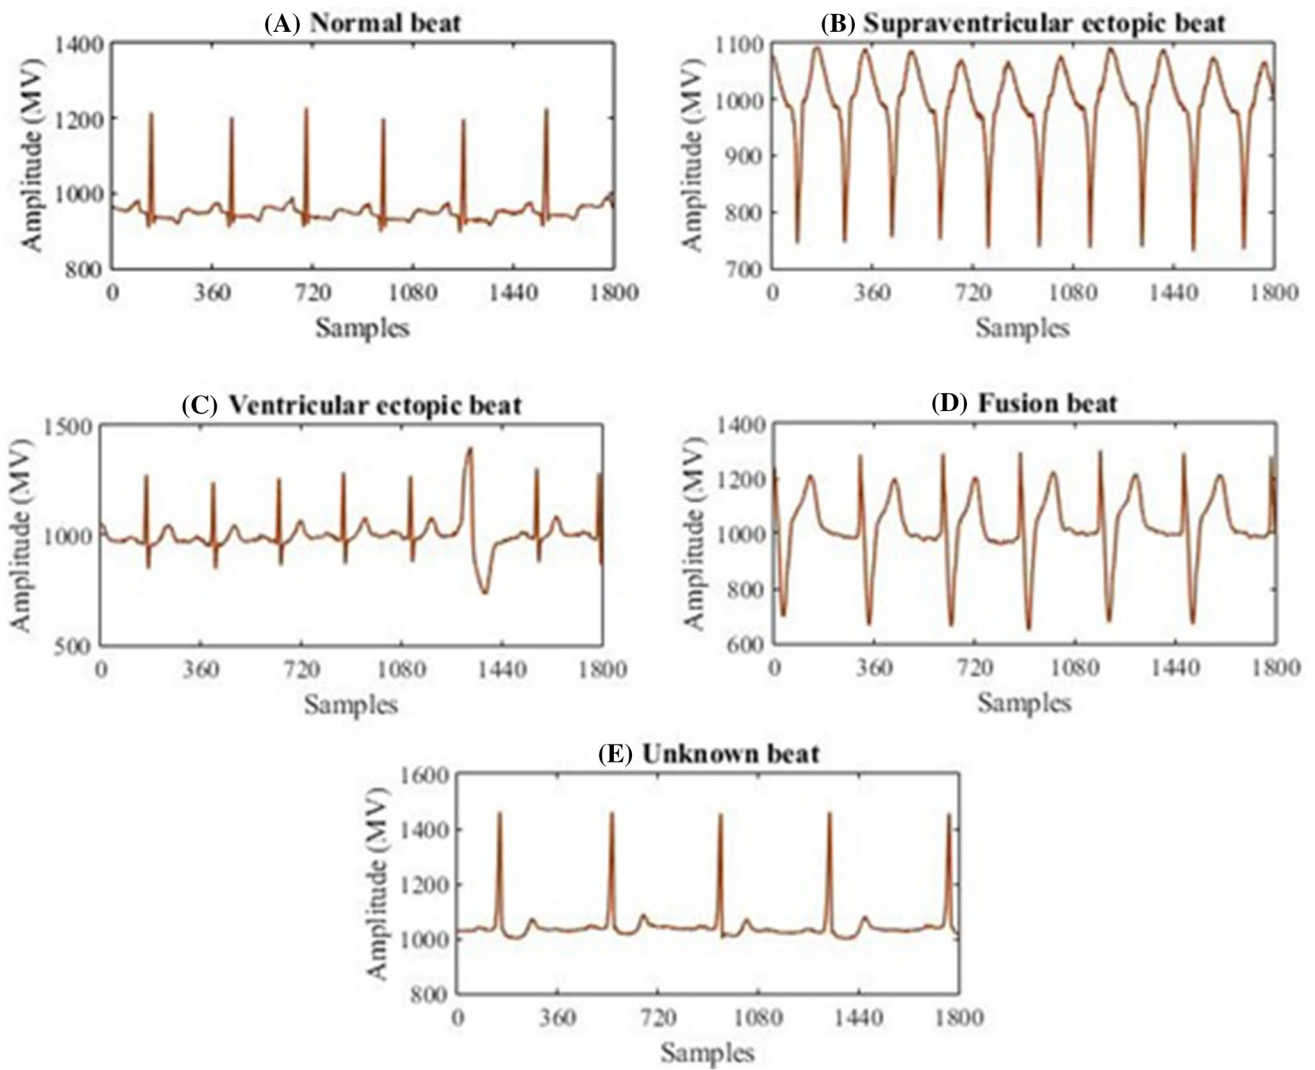 (A) Normal beat
Amplitude (MV)
1400
1200
1000
800
0 360 720 1080 1440 1800
Samples
(B) Supraventricular ectopic beat
Amplitude (MV)
1100
1000
900
800
700
0 360 720 1080 1440 1800
Samples
(C) Ventricular ectopic beat
Amplitude (MV)
1500
1000
500
0 360 720 1080 1440 1800
Samples
(D) Fusion beat
Amplitude (MV)
1400
1200
1000
800
600
0 360 720 1080 1440 1800
Samples
(E) Unknown beat
Amplitude (MV)
1600
1400
1200
1000
800
0 360 720 1080 1440 1800
Samples